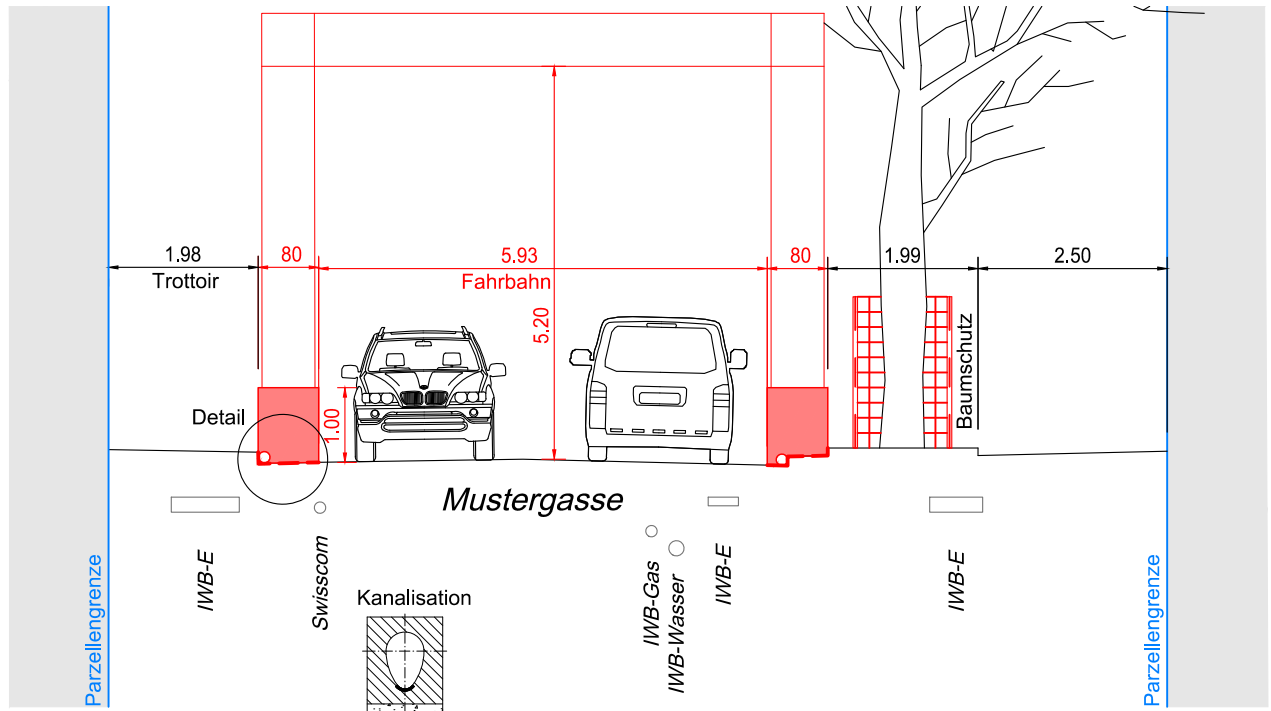 1.98
80
5.93
80
1.99
2.50
Trottoir
Fahrbahn
5.20
Baumschutz
Detail
1.00
Mustergasse
IWB-E
Swisscom
IWB-Gas
IWB-Wasser
IWB-E
IWB-E
Kanalisation
Parzellengrenze
Parzellengrenze